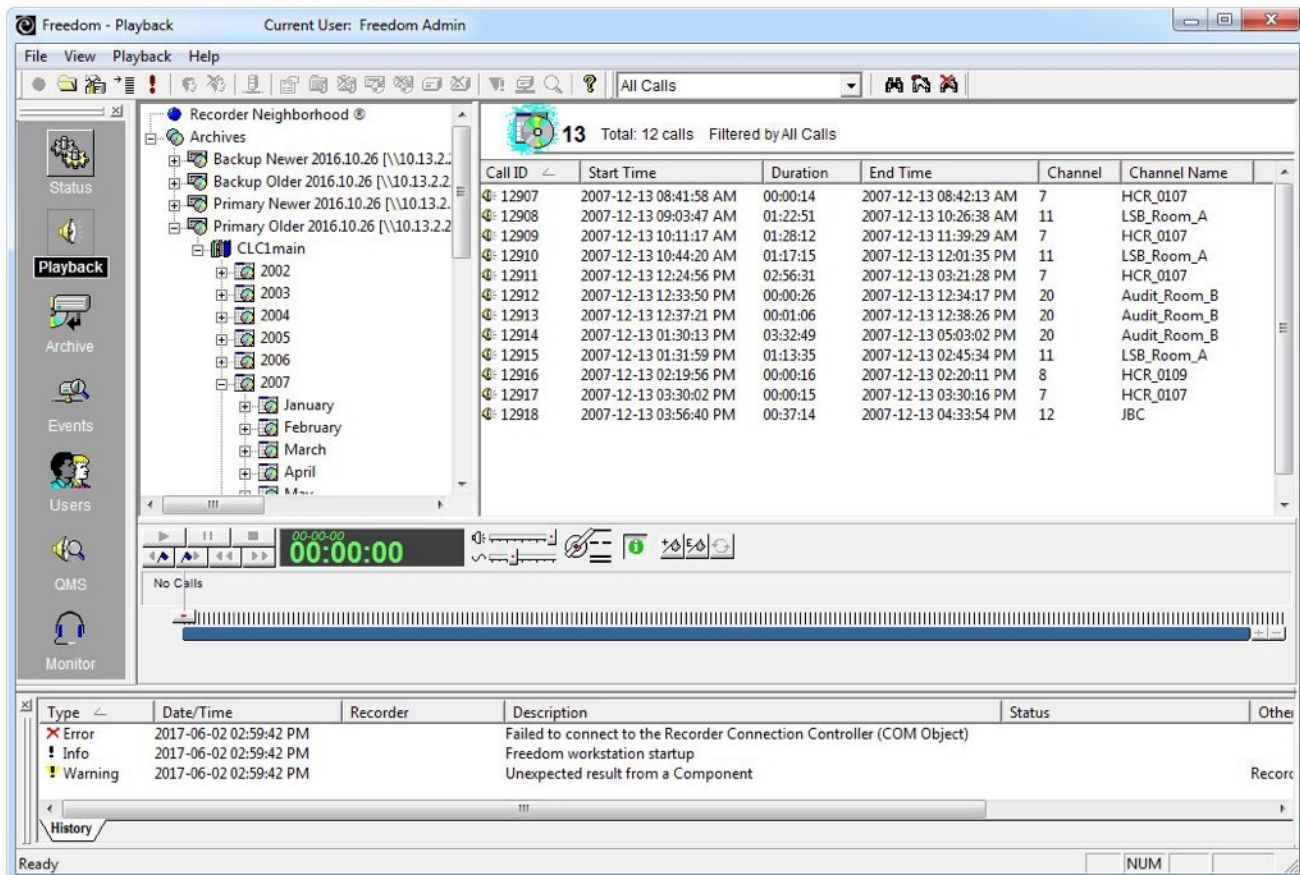 Freedom - Playback Current User: Freedom Admin
File View Playback Help
All Calls
Status
Playback
Archive
Events
Users
QMS
Monitor
Recorder Neighborhood ®
Archives
Backup Newer 2016.10.26 [\\10.13.2.2
Backup Older 2016.10.26 [\\10.13.2.2
Primary Newer 2016.10.26 [\\10.13.2.
Primary Older 2016.10.26 [\\10.13.2.2
CLC1main
2002
2003
2004
2005
2006
2007
January
February
March
April
May
13 Total: 12 calls Filtered by All Calls
Call ID Start Time Duration End Time Channel Channel Name
12907 2007-12-13 08:41:58 AM 00:00:14 2007-12-13 08:42:13 AM 7 HCR_0107
12908 2007-12-13 09:03:47 AM 01:22:51 2007-12-13 10:26:38 AM 11 LSB_Room_A
12909 2007-12-13 10:11:17 AM 01:28:12 2007-12-13 11:39:29 AM 7 HCR_0107
12910 2007-12-13 10:44:20 AM 01:17:15 2007-12-13 12:01:35 PM 11 LSB_Room_A
12911 2007-12-13 12:24:56 PM 02:56:31 2007-12-13 03:21:28 PM 7 HCR_0107
12912 2007-12-13 12:33:50 PM 00:00:26 2007-12-13 12:34:17 PM 20 Audit_Room_B
12913 2007-12-13 12:37:21 PM 00:01:06 2007-12-13 12:38:26 PM 20 Audit_Room_B
12914 2007-12-13 01:30:13 PM 03:32:49 2007-12-13 05:03:02 PM 20 Audit_Room_B
12915 2007-12-13 01:31:59 PM 01:13:35 2007-12-13 02:45:34 PM 11 LSB_Room_A
12916 2007-12-13 02:19:56 PM 00:00:16 2007-12-13 02:20:11 PM 8 HCR_0109
12917 2007-12-13 03:30:02 PM 00:00:15 2007-12-13 03:30:16 PM 7 HCR_0107
12918 2007-12-13 03:56:40 PM 00:37:14 2007-12-13 04:33:54 PM 12 JBC
00-00-00
00:00:00
No Calls
Type Date/Time Recorder Description Status Other
Error 2017-06-02 02:59:42 PM Failed to connect to the Recorder Connection Controller (COM Object)
Info 2017-06-02 02:59:42 PM Freedom workstation startup
Warning 2017-06-02 02:59:42 PM Unexpected result from a Component Record
History
Ready NUM